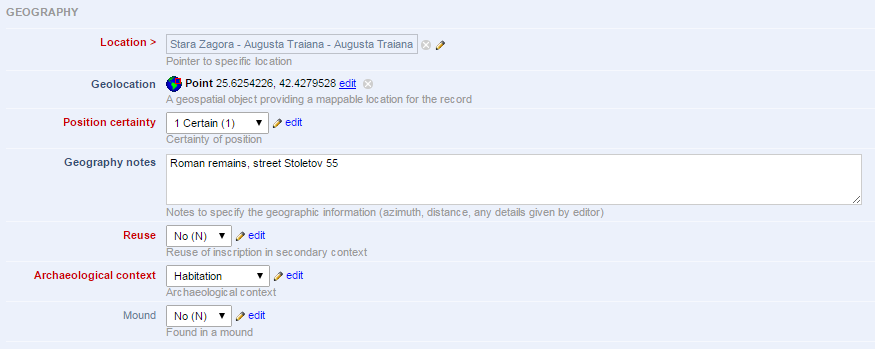 GEOGRAPHY
Location > Stara Zagora - Augusta Traiana - Augusta Traiana
Pointer to specific location
Geolocation Point 25.6254226, 42.4279528 edit
A geospatial object providing a mappable location for the record
Position certainty 1 Certain (1) edit
Certainty of position
Geography notes Roman remains, street Stoletov 55
Notes to specify the geographic information (azimuth, distance, any details given by editor)
Reuse No (N) edit
Reuse of inscription in secondary context
Archaeological context Habitation edit
Archaeological context
Mound No (N) edit
Found in a mound